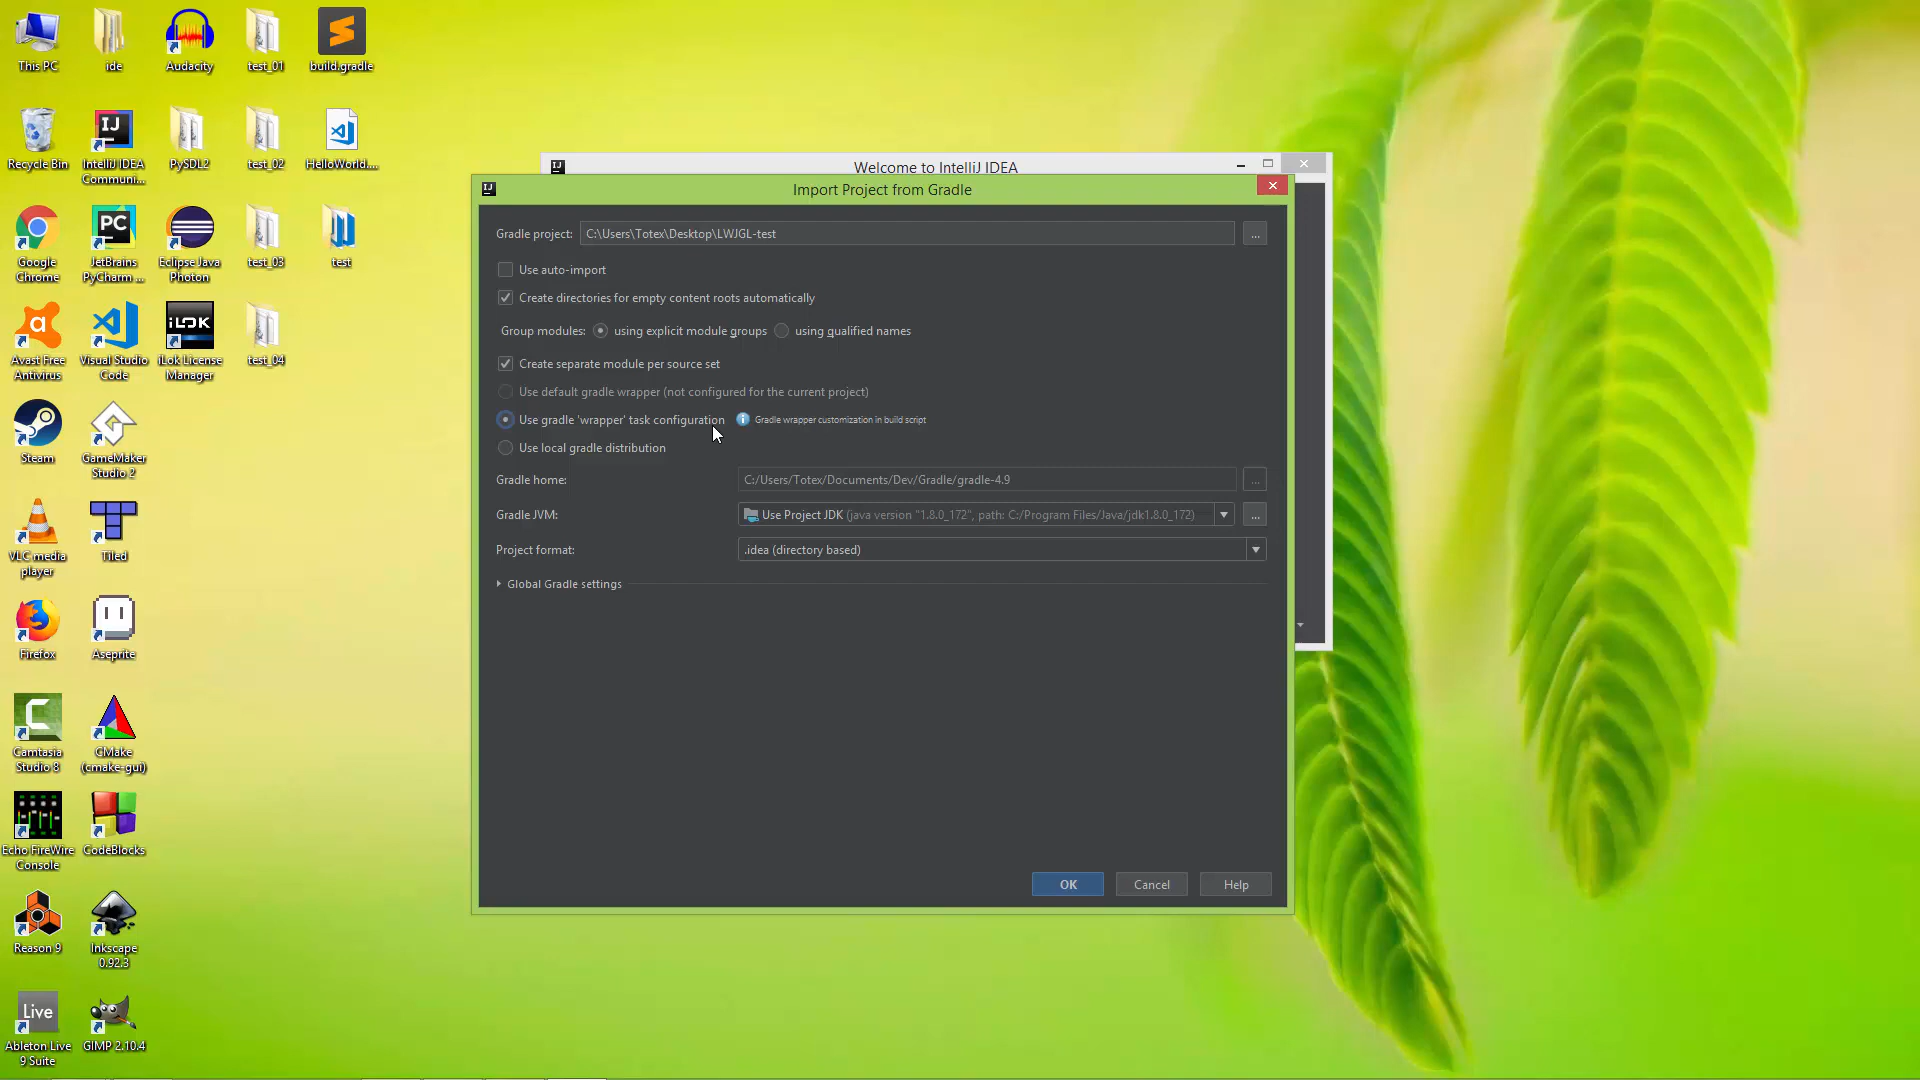 This PC
ide
Audacity
test_01
build.gradle
Recycle Bin
IntelliJ IDEA
Communi...
PySDL2
test_02
HelloWorld....
Google
Chrome
JetBrains
PyCharm ...
Eclipse Java
Photon
test_03
test
Avast Free
Antivirus
Visual Studio
Code
iLOK
iLok License
Manager
test_04
Steam
GameMaker
Studio 2
VLC media
player
Tiled
Firefox
Aseprite
Camtasia
Studio 8
CMake
(cmake-gui)
Echo FireWire
Console
CodeBlocks
Reason 9
Inkscape
0.92.3
Live
Ableton Live
9 Suite
GIMP 2.10.4
Welcome to IntelliJ IDEA
Import Project from Gradle
Gradle project:
C:\Users\Totex\Desktop\LWJGL-test
...
Use auto-import
Create directories for empty content roots automatically
Group modules:
using explicit module groups
using qualified names
Create separate module per source set
Use default gradle wrapper (not configured for the current project)
Use gradle 'wrapper' task configuration
Gradle wrapper customization in build script
Use local gradle distribution
Gradle home:
C:/Users/Totex/Documents/Dev/Gradle/gradle-4.9
...
Gradle JVM:
Use Project JDK (java version "1.8.0_172", path: C:/Program Files/Java/jdk1.8.0_172)
...
Project format:
.idea (directory based)
Global Gradle settings
OK
Cancel
Help